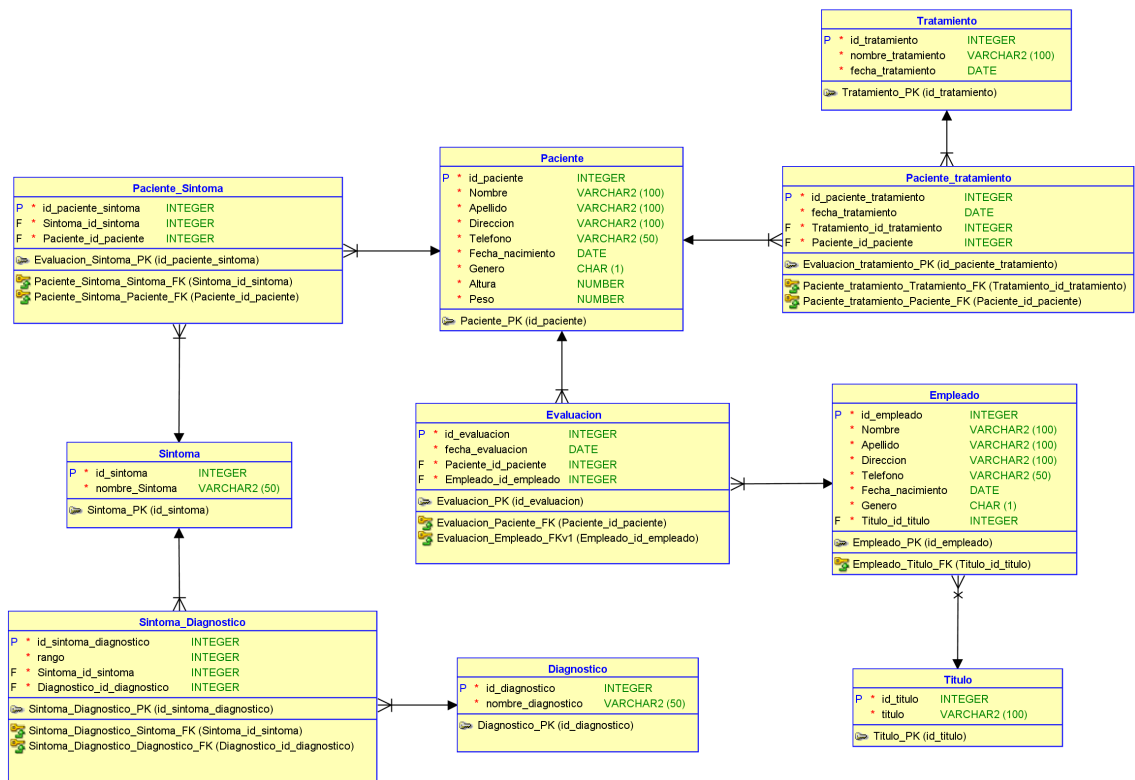 Tratamiento
P * id_tratamiento INTEGER
* nombre_tratamiento VARCHAR2 (100)
* fecha_tratamiento DATE
Tratamiento_PK (id_tratamiento)
Paciente
P * id_paciente INTEGER
* Nombre VARCHAR2 (100)
* Apellido VARCHAR2 (100)
* Direccion VARCHAR2 (100)
* Telefono VARCHAR2 (50)
* Fecha_nacimiento DATE
* Genero CHAR (1)
* Altura NUMBER
* Peso NUMBER
Paciente_PK (id_paciente)
Paciente_tratamiento
P * id_paciente_tratamiento INTEGER
* fecha_tratamiento DATE
F * Tratamiento_id_tratamiento INTEGER
F * Paciente_id_paciente INTEGER
Evaluacion_tratamiento_PK (id_paciente_tratamiento)
Paciente_tratamiento_Tratamiento_FK (Tratamiento_id_tratamiento)
Paciente_tratamiento_Paciente_FK (Paciente_id_paciente)
Paciente_Sintoma
P * id_paciente_sintoma INTEGER
F * Sintoma_id_sintoma INTEGER
F * Paciente_id_paciente INTEGER
Evaluacion_Sintoma_PK (id_paciente_sintoma)
Paciente_Sintoma_Sintoma_FK (Sintoma_id_sintoma)
Paciente_Sintoma_Paciente_FK (Paciente_id_paciente)
Evaluacion
P * id_evaluacion INTEGER
* fecha_evaluacion DATE
F * Paciente_id_paciente INTEGER
F * Empleado_id_empleado INTEGER
Evaluacion_PK (id_evaluacion)
Evaluacion_Paciente_FK (Paciente_id_paciente)
Evaluacion_Empleado_FKv1 (Empleado_id_empleado)
Empleado
P * id_empleado INTEGER
* Nombre VARCHAR2 (100)
* Apellido VARCHAR2 (100)
* Direccion VARCHAR2 (100)
* Telefono VARCHAR2 (50)
* Fecha_nacimiento DATE
* Genero CHAR (1)
F * Titulo_id_titulo INTEGER
Empleado_PK (id_empleado)
Empleado_Titulo_FK (Titulo_id_titulo)
Sintoma
P * id_sintoma INTEGER
* nombre_Sintoma VARCHAR2 (50)
Sintoma_PK (id_sintoma)
Sintoma_Diagnostico
P * id_sintoma_diagnostico INTEGER
* rango INTEGER
F * Sintoma_id_sintoma INTEGER
F * Diagnostico_id_diagnostico INTEGER
Sintoma_Diagnostico_PK (id_sintoma_diagnostico)
Sintoma_Diagnostico_Sintoma_FK (Sintoma_id_sintoma)
Sintoma_Diagnostico_Diagnostico_FK (Diagnostico_id_diagnostico)
Diagnostico
P * id_diagnostico INTEGER
* nombre_diagnostico VARCHAR2 (50)
Diagnostico_PK (id_diagnostico)
Titulo
P * id_titulo INTEGER
* titulo VARCHAR2 (100)
Titulo_PK (id_titulo)